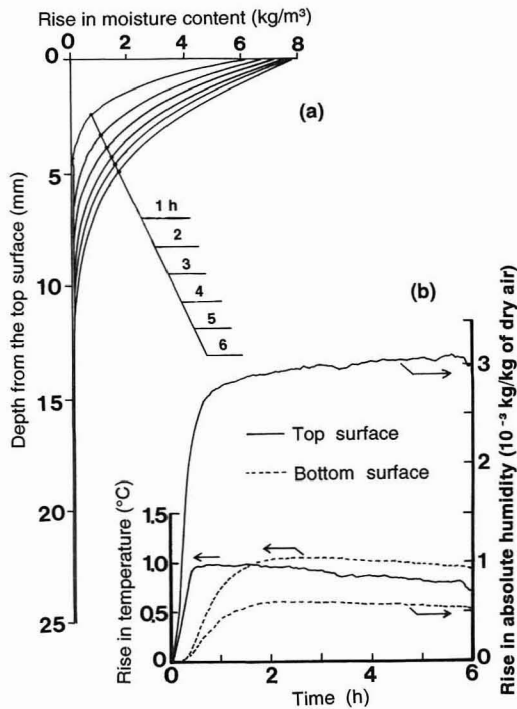 Rise in moisture content (kg/m³)
0 2 4 6 8
0
5
10
15
20
25
Depth from the top surface (mm)
(a)
1 h
2
3
4
5
6
(b)
Top surface
Bottom surface
1,5
1.0
0,5
0
Rise in temperature (°C)
3
2
1
0
Rise in absolute humidity (10⁻³ kg/kg of dry air)
0 2 4 6
Time (h)